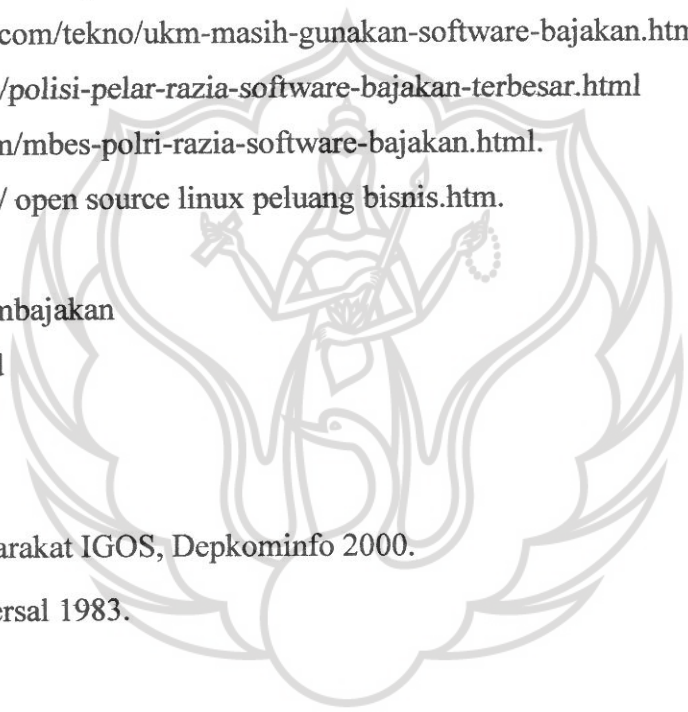 com/tekno/ukm-masih-gunakan-software-bajakan.htm
/polisi-pelar-razia-software-bajakan-terbesar.html
n/mbes-polri-razia-software-bajakan.html.
/ open source linux peluang bisnis.htm.
mbajakan
arakat IGOS, Depkominfo 2000.
ersal 1983.